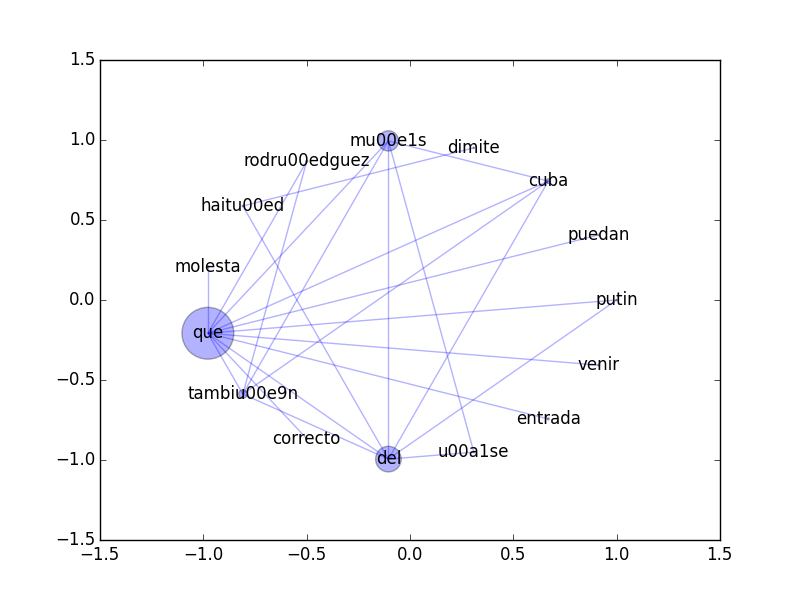 1.5
mu00e1s
1.0
dimite
rodru00edguez
cuba
haitu00ed
0.5
puedan
molesta
0.0
putin
que
venir
−0.5
tambiu00e9n
entrada
correcto
u00a1se
−1.0
del
−1.5
−1.5 −1.0 −0.5 0.0 0.5 1.0 1.5